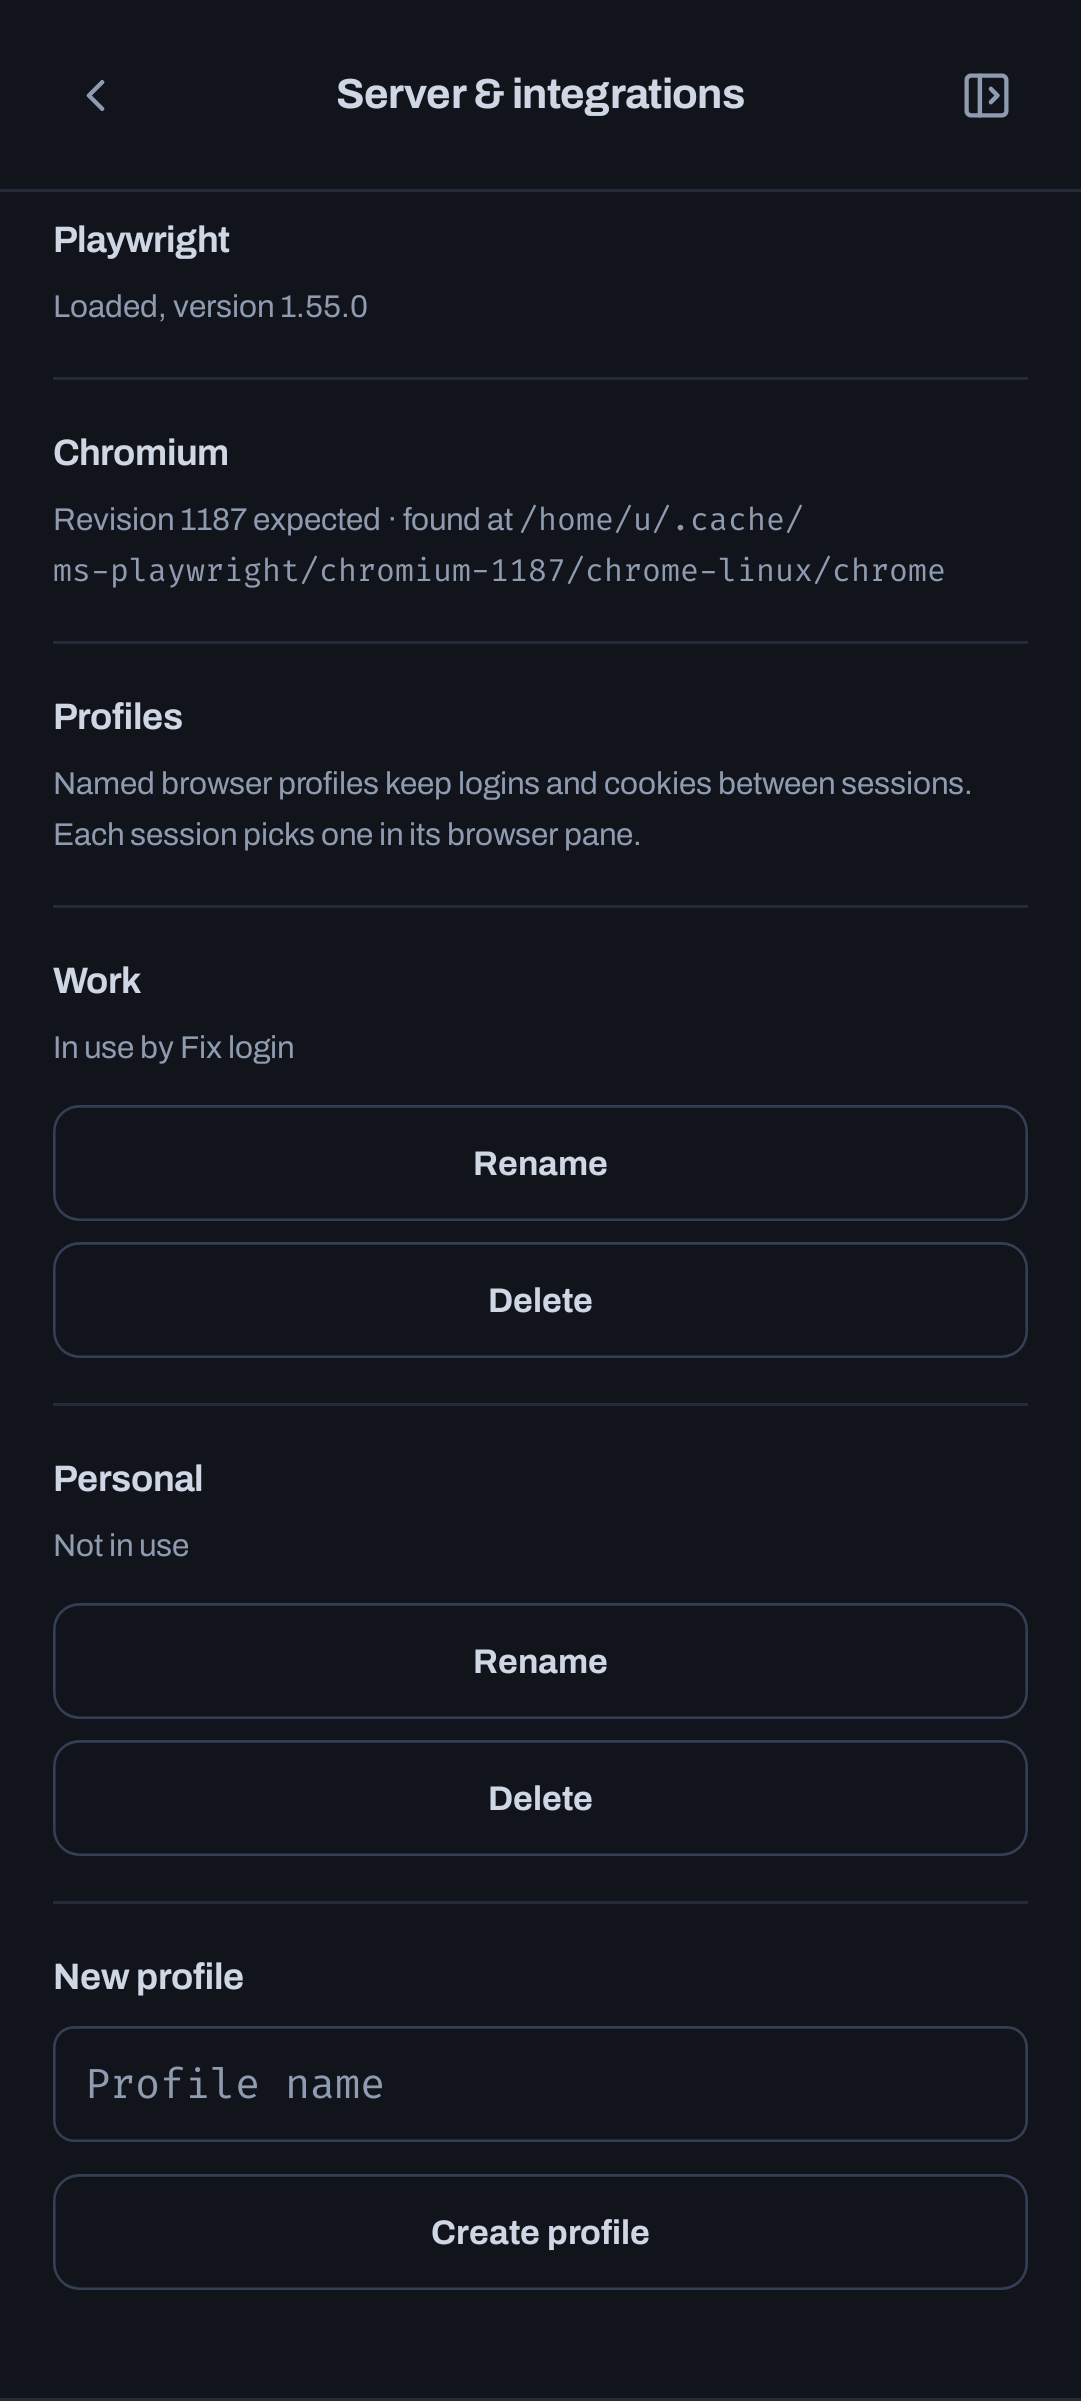 Server & integrations
Playwright
Loaded, version 1.55.0
Chromium
Revision 1187 expected · found at /home/u/.cache/
ms-playwright/chromium-1187/chrome-linux/chrome
Profiles
Named browser profiles keep logins and cookies between sessions.
Each session picks one in its browser pane.
Work
In use by Fix login
Rename
Delete
Personal
Not in use
Rename
Delete
New profile
Profile name
Create profile